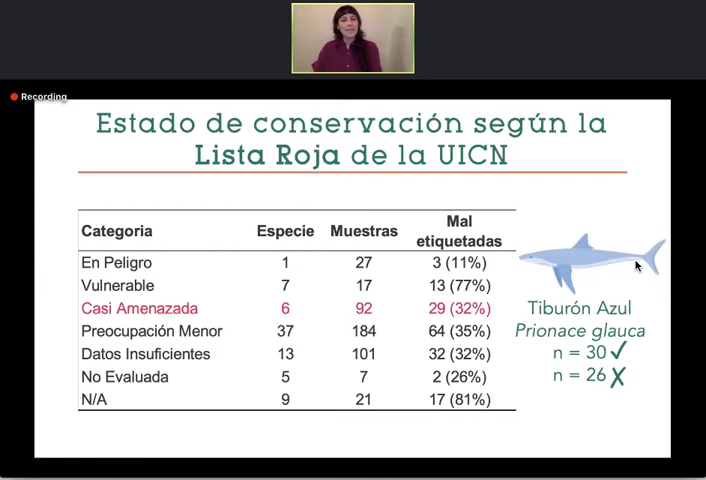 Recording
Estado de conservación según la
Lista Roja de la UICN
Categoria Especie Muestras Mal etiquetadas
En Peligro 1 27 3 (11%)
Vulnerable 7 17 13 (77%)
Casi Amenazada 6 92 29 (32%)
Preocupación Menor 37 184 64 (35%)
Datos Insuficientes 13 101 32 (32%)
No Evaluada 5 7 2 (26%)
N/A 9 21 17 (81%)
Tiburón Azul
Prionace glauca
n = 30 ✓
n = 26 X